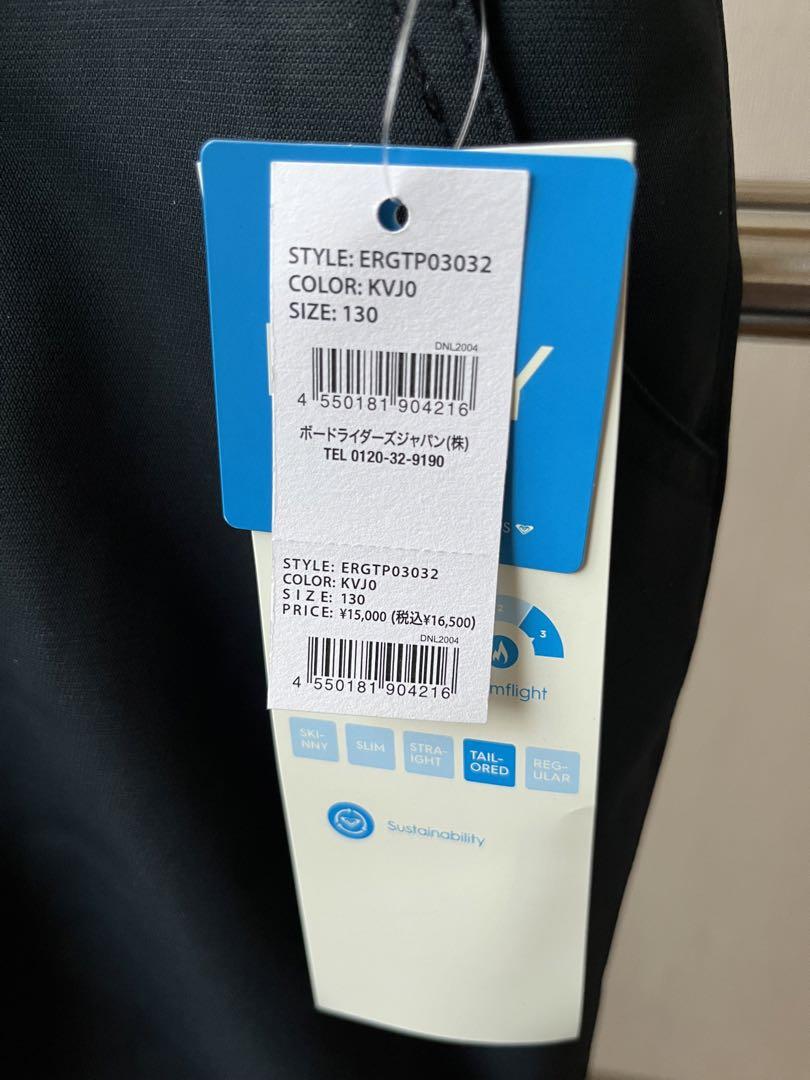 STYLE: ERGTP03032
COLOR: KVJ0
SIZE: 130
DNL2004
4 550181 904216
ボードライダーズジャパン(株)
TEL 0120-32-9190
STYLE: ERGTP03032
COLOR: KVJ0
SIZE: 130
PRICE: ¥15,000 (税込¥16,500)
DNL2004
4 550181 904216
Y
S
2
3
mflight
SKI-
NNY
SLIM
STRA-
IGHT
TAIL-
ORED
REG-
ULAR
Sustainability